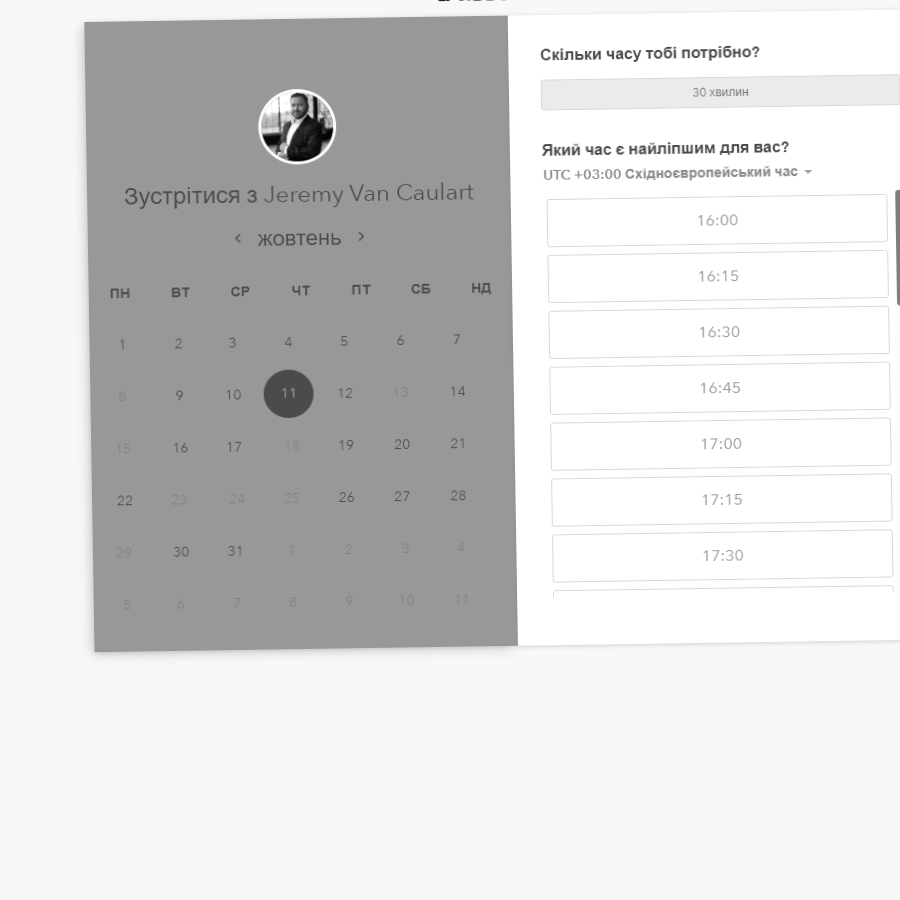 Зустрітися з Jeremy Van Caulart
жовтень
ПН ВТ СР ЧТ ПТ СБ НД
1 2 3 4 5 6 7
8 9 10 11 12 13 14
15 16 17 18 19 20 21
22 23 24 25 26 27 28
29 30 31 1 2 3 4
5 6 7 8 9 10 11
Скільки часу тобі потрібно?
30 хвилин
Який час є найліпшим для вас?
UTC +03:00 Східноєвропейський час
16:00
16:15
16:30
16:45
17:00
17:15
17:30